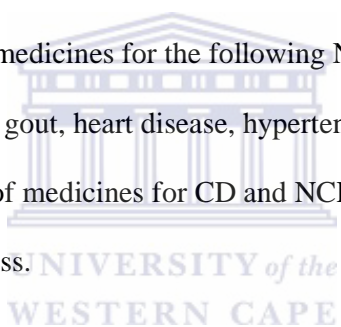 medicines for the following N
gout, heart disease, hyperten
of medicines for CD and NC
ss.
UNIVERSITY of the
WESTERN CAPE